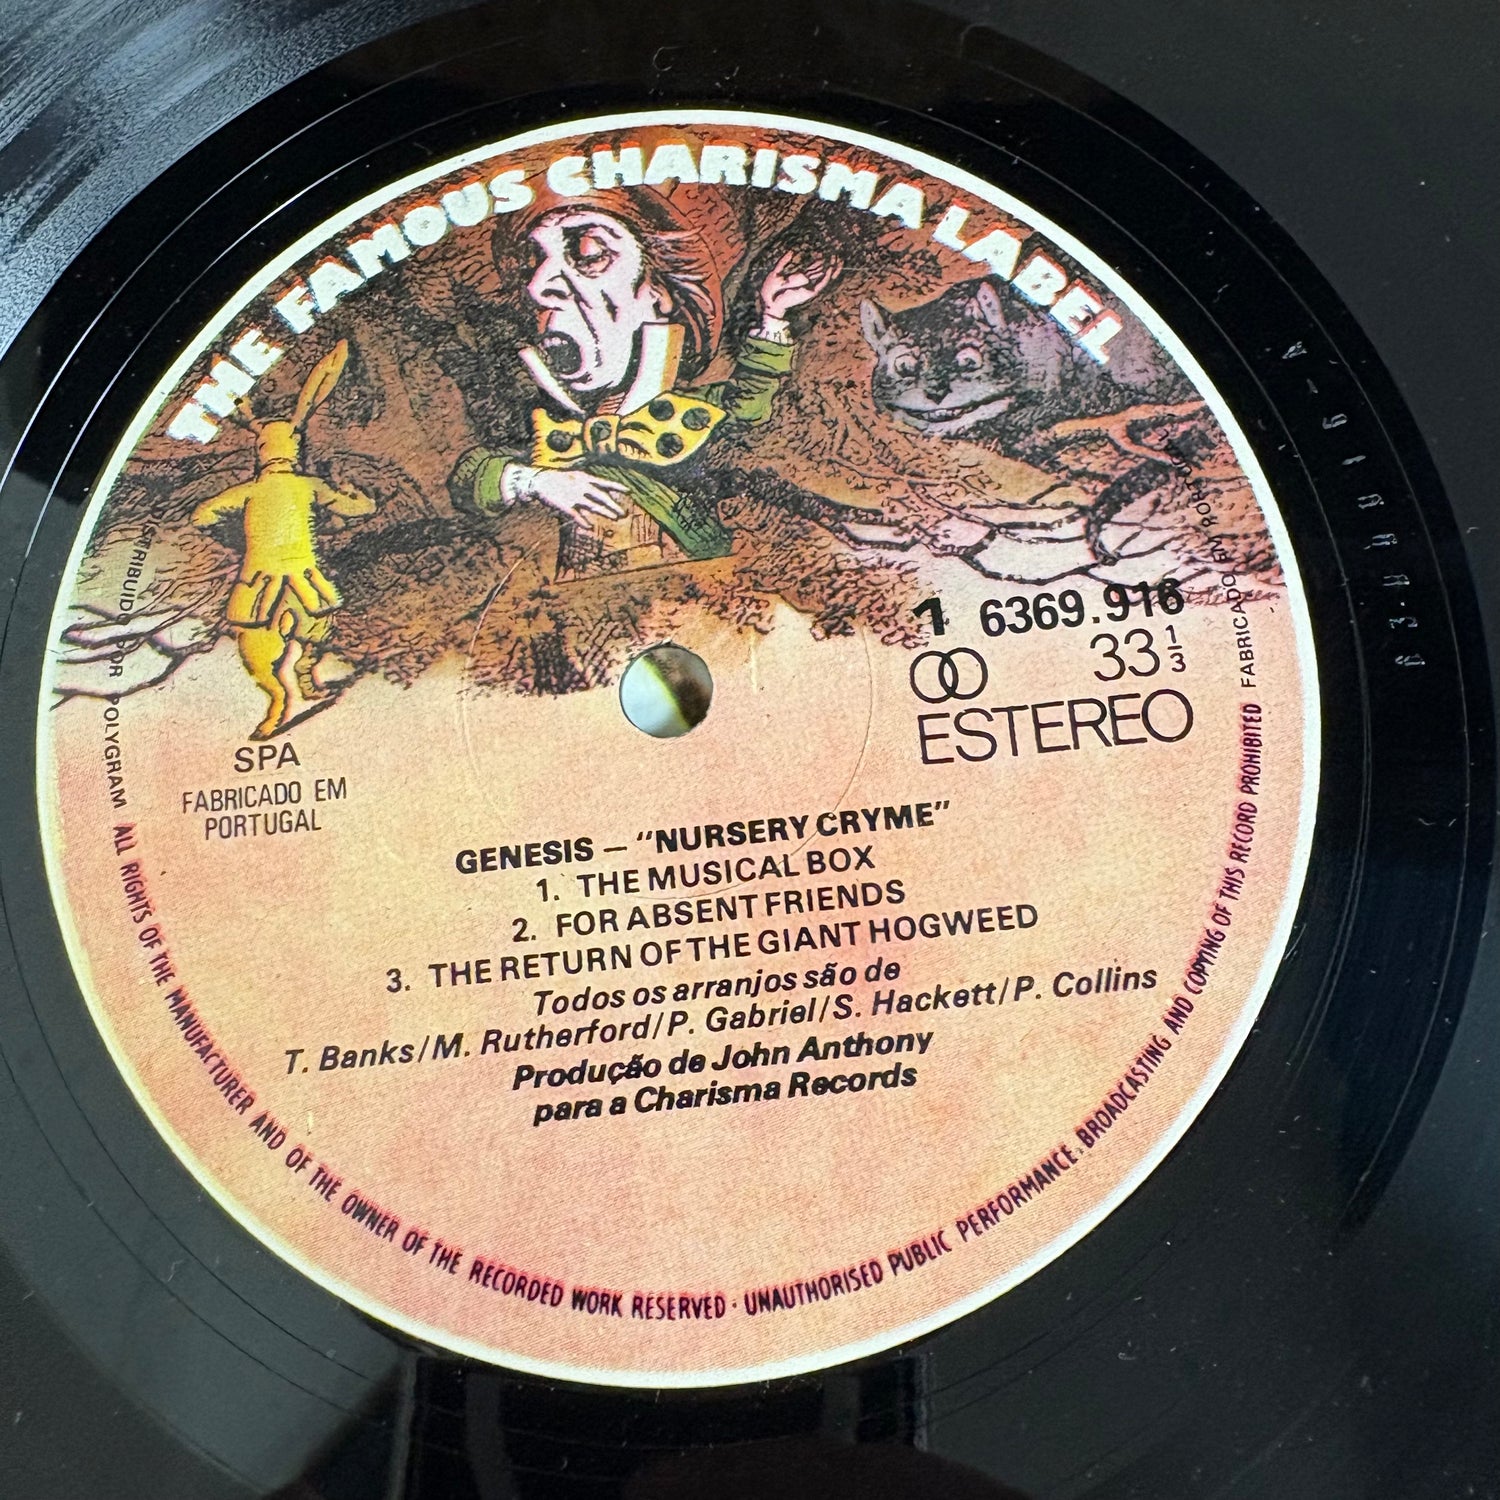 THE FAMOUS CHARISMA LABEL
1 6369.916
33 1/3
ESTEREO
SPA
FABRICADO EM
PORTUGAL
GENESIS — "NURSERY CRYME"
1. THE MUSICAL BOX
2. FOR ABSENT FRIENDS
3. THE RETURN OF THE GIANT HOGWEED
Todos os arranjos são de
T. Banks/M. Rutherford/P. Gabriel/S. Hackett/P. Collins
Produção de John Anthony
para a Charisma Records
DISTRIBUIDO POR POLYGRAM ALL RIGHTS OF THE MANUFACTURER AND OF THE OWNER OF THE RECORDED WORK RESERVED · UNAUTHORISED PUBLIC PERFORMANCE, BROADCASTING AND COPYING OF THIS RECORD PROHIBITED FABRICADO EM PORTUGAL